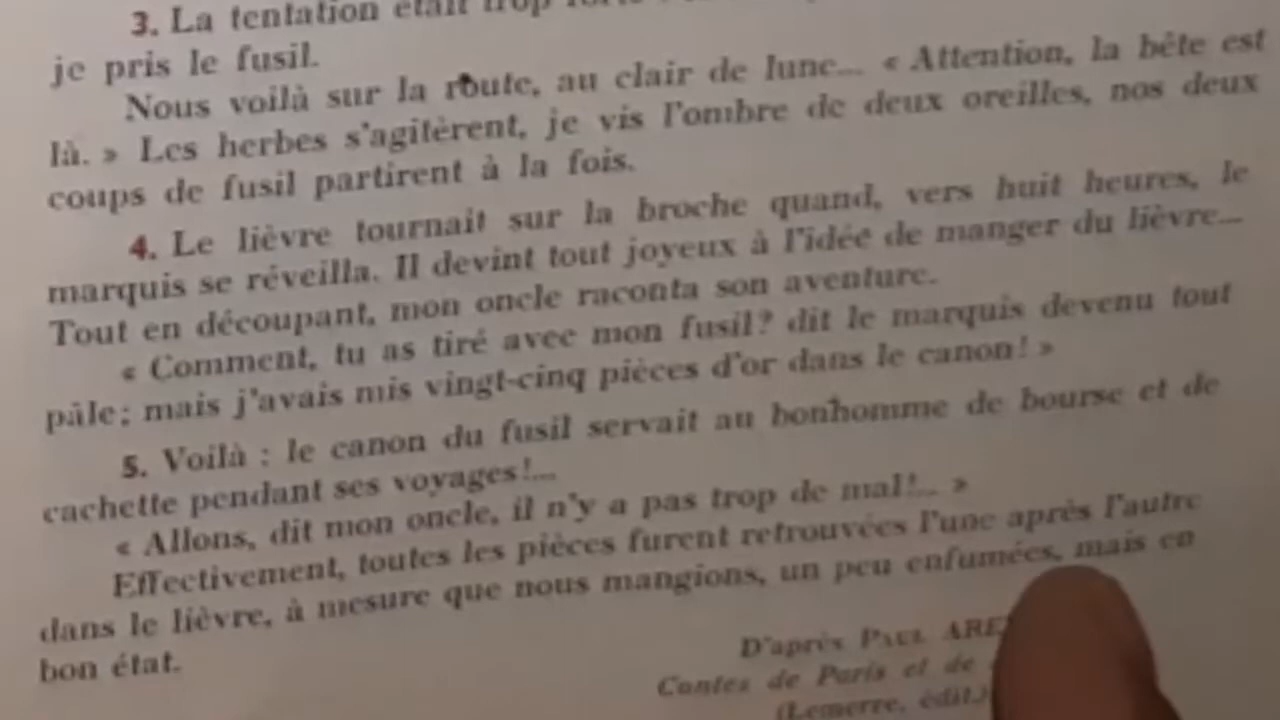 3. La tentation était trop
je pris le fusil.
Nous voilà sur la route, au clair de lune... « Attention, la bête est
là. » Les herbes s'agitèrent, je vis l'ombre de deux oreilles, nos deux
coups de fusil partirent à la fois.
4. Le lièvre tournait sur la broche quand, vers huit heures, le
marquis se réveilla. Il devint tout joyeux à l'idée de manger du lièvre...
Tout en découpant, mon oncle raconta son aventure.
« Comment, tu as tiré avec mon fusil? dit le marquis devenu tout
pâle; mais j'avais mis vingt-cinq pièces d'or dans le canon! »
5. Voilà : le canon du fusil servait au bonhomme de bourse et de
cachette pendant ses voyages!...
« Allons, dit mon oncle, il n'y a pas trop de mal!... »
Effectivement, toutes les pièces furent retrouvées l'une après l'autre
dans le lièvre, à mesure que nous mangions, un peu enfumées, mais en
bon état.
D'après PAUL ARE
Contes de Paris et de
(Lemerre, édit.)